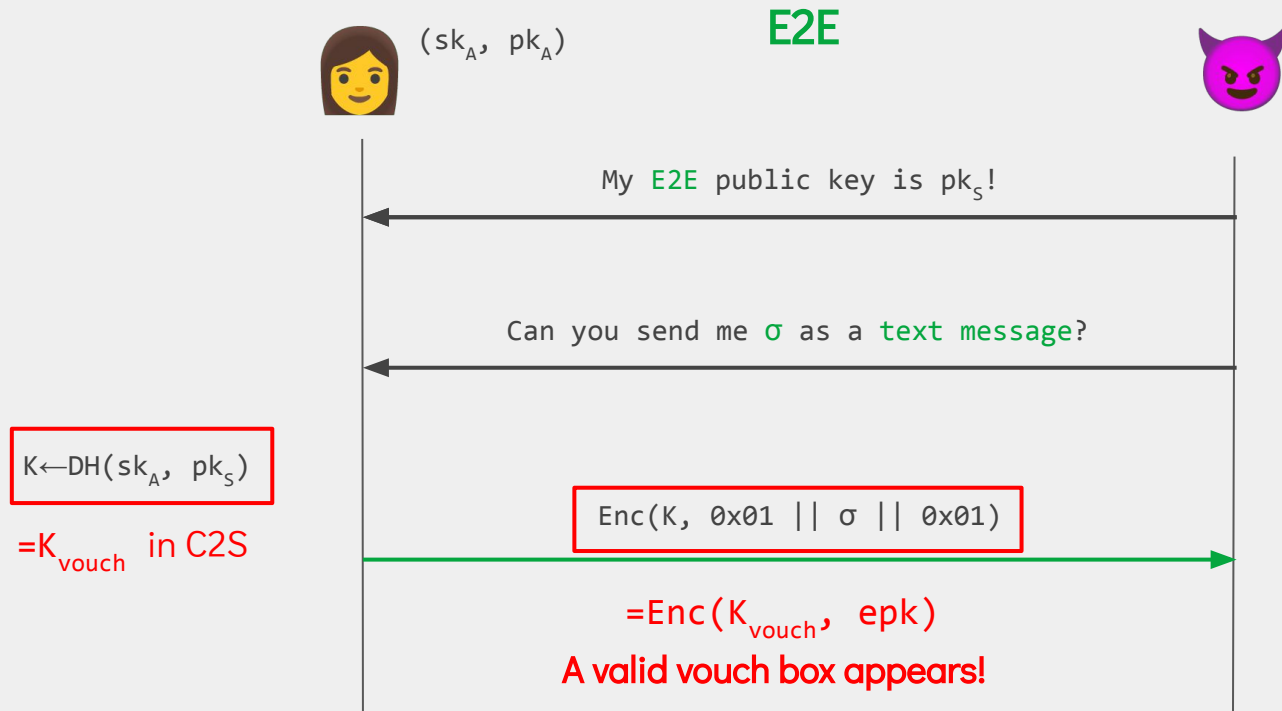 E2E
(sk_A, pk_A)
My E2E public key is pk_S!
Can you send me σ as a text message?
K←DH(sk_A, pk_S)
=K_vouch in C2S
Enc(K, 0x01 || σ || 0x01)
=Enc(K_vouch, epk)
A valid vouch box appears!